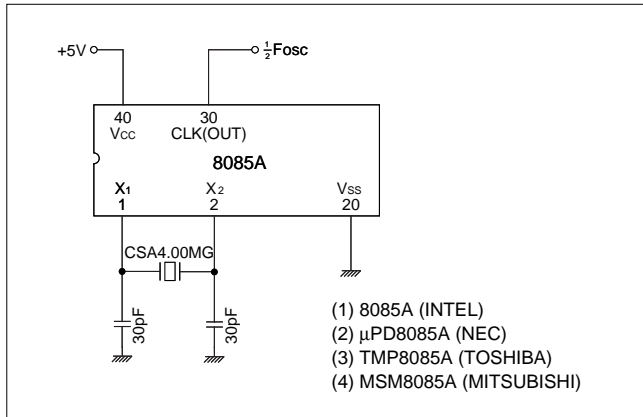 +5V
½Fosc
40
30
VCC
CLK(OUT)
8085A
X1
X2
VSS
1
2
20
CSA4.00MG
30pF
30pF
(1) 8085A (INTEL)
(2) µPD8085A (NEC)
(3) TMP8085A (TOSHIBA)
(4) MSM8085A (MITSUBISHI)